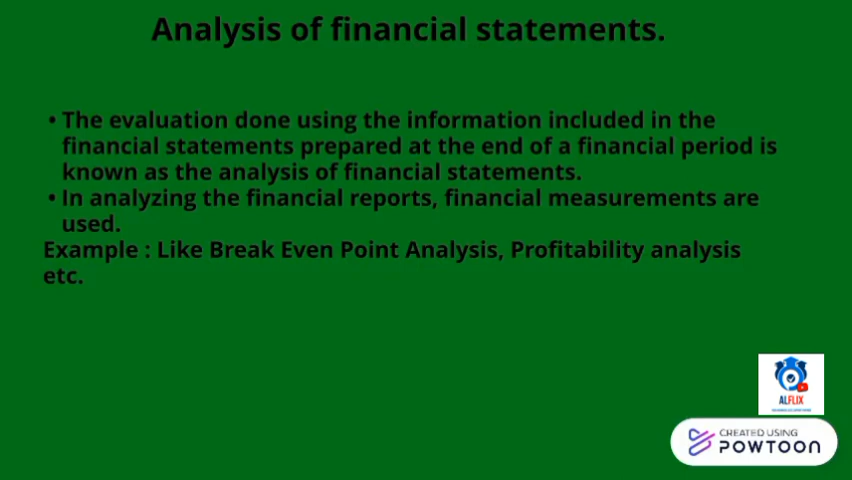 Analysis of financial statements.
• The evaluation done using the information included in the
financial statements prepared at the end of a financial period is
known as the analysis of financial statements.
• In analyzing the financial reports, financial measurements are
used.
Example : Like Break Even Point Analysis, Profitability analysis
etc.
ALFLIX
CREATED USING
POWTOON